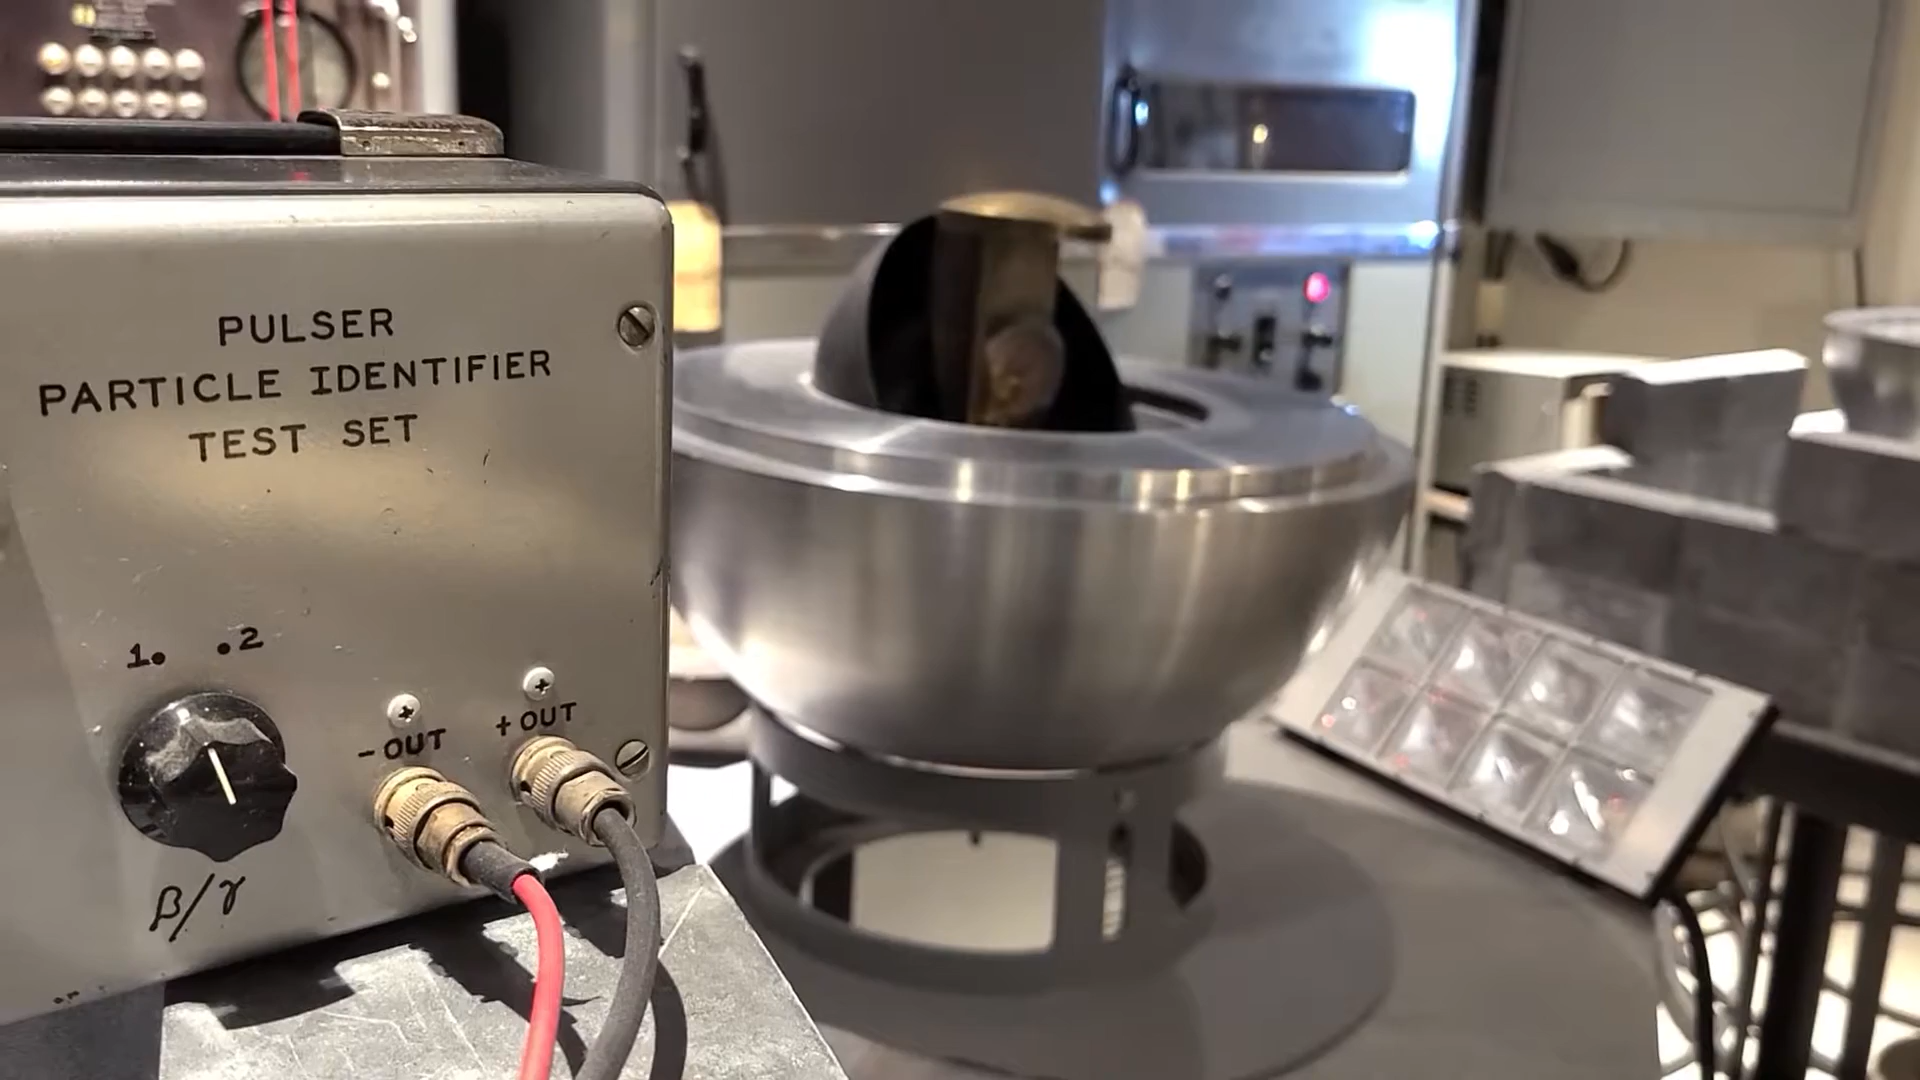 PULSER
PARTICLE IDENTIFIER
TEST SET
1. .2
-OUT +OUT
β/γ